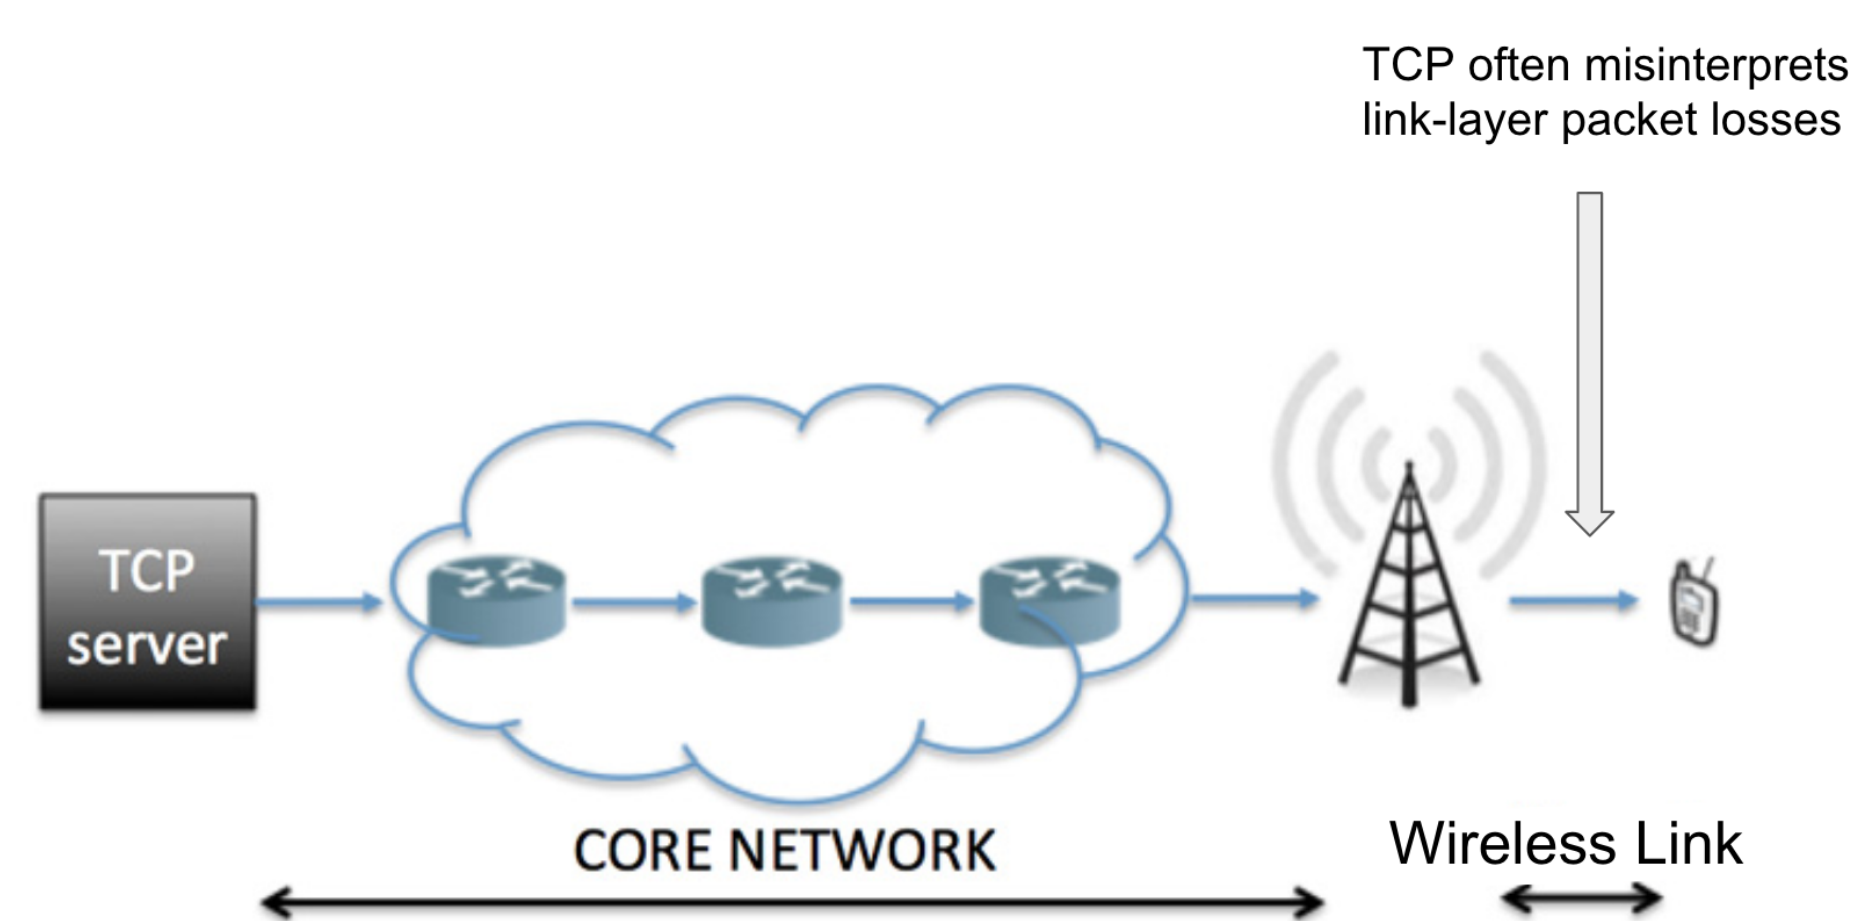 TCP often misinterprets
link-layer packet losses
TCP
server
CORE NETWORK
Wireless Link